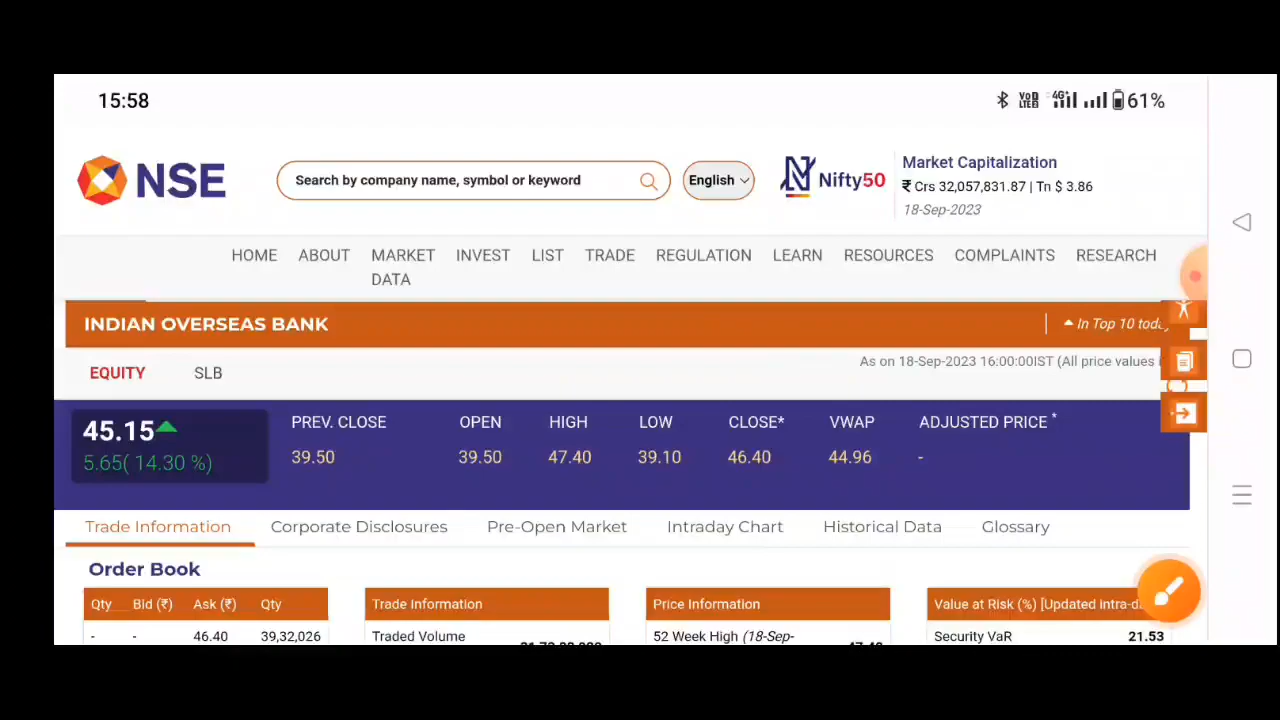 15:58
VoD LTEB 4G+ 61%
NSE
Search by company name, symbol or keyword
English
Nifty50
Market Capitalization
₹ Crs 32,057,831.87 | Tn $ 3.86
18-Sep-2023
HOME ABOUT MARKET DATA INVEST LIST TRADE REGULATION LEARN RESOURCES COMPLAINTS RESEARCH
INDIAN OVERSEAS BANK
In Top 10
EQUITY SLB
As on 18-Sep-2023 16:00:00IST (All price values
45.15
5.65( 14.30 %)
PREV. CLOSE OPEN HIGH LOW CLOSE* VWAP ADJUSTED PRICE *
39.50 39.50 47.40 39.10 46.40 44.96 -
Trade Information Corporate Disclosures Pre-Open Market Intraday Chart Historical Data Glossary
Order Book
Qty Bid (₹) Ask (₹) Qty
- - 46.40 39,32,026
Trade Information
Traded Volume
Price Information
52 Week High (18-Sep-
Value at Risk (%) [Updated
Security VaR 21.53